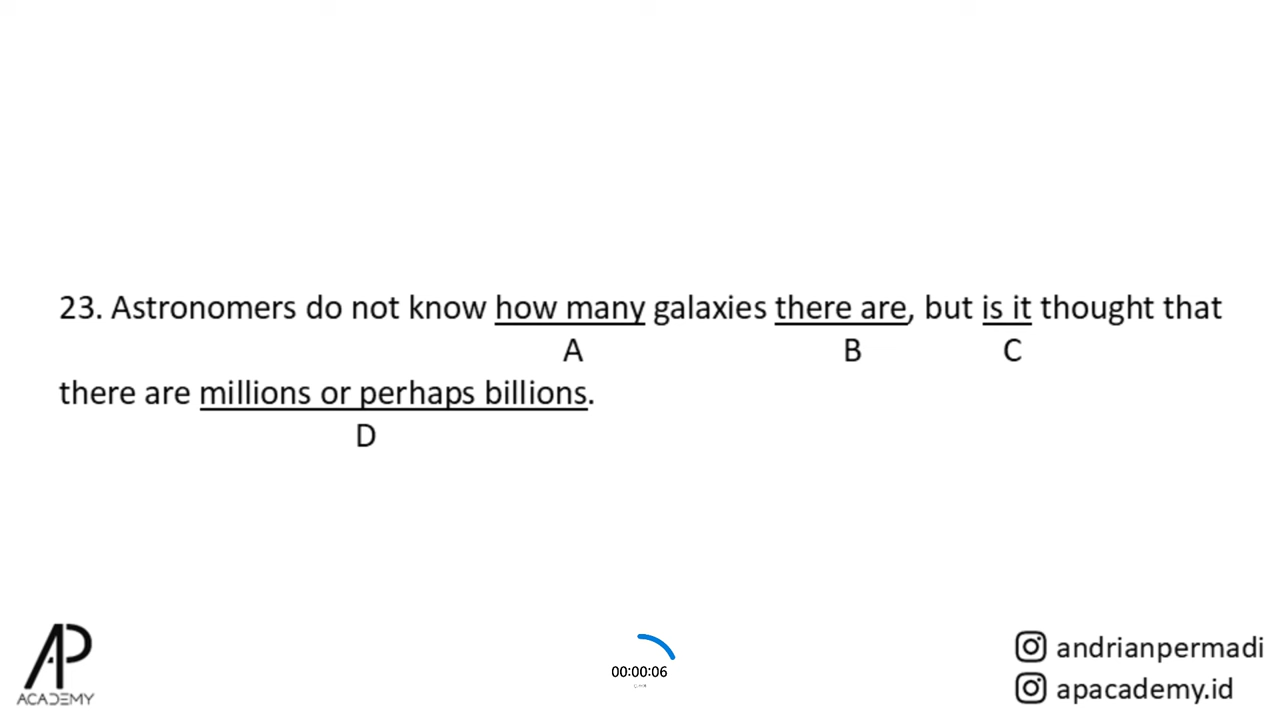 23. Astronomers do not know how many galaxies there are, but is it thought that
A B C
there are millions or perhaps billions.
D
AP
ACADEMY
00:00:06
andrianpermadi
apacademy.id